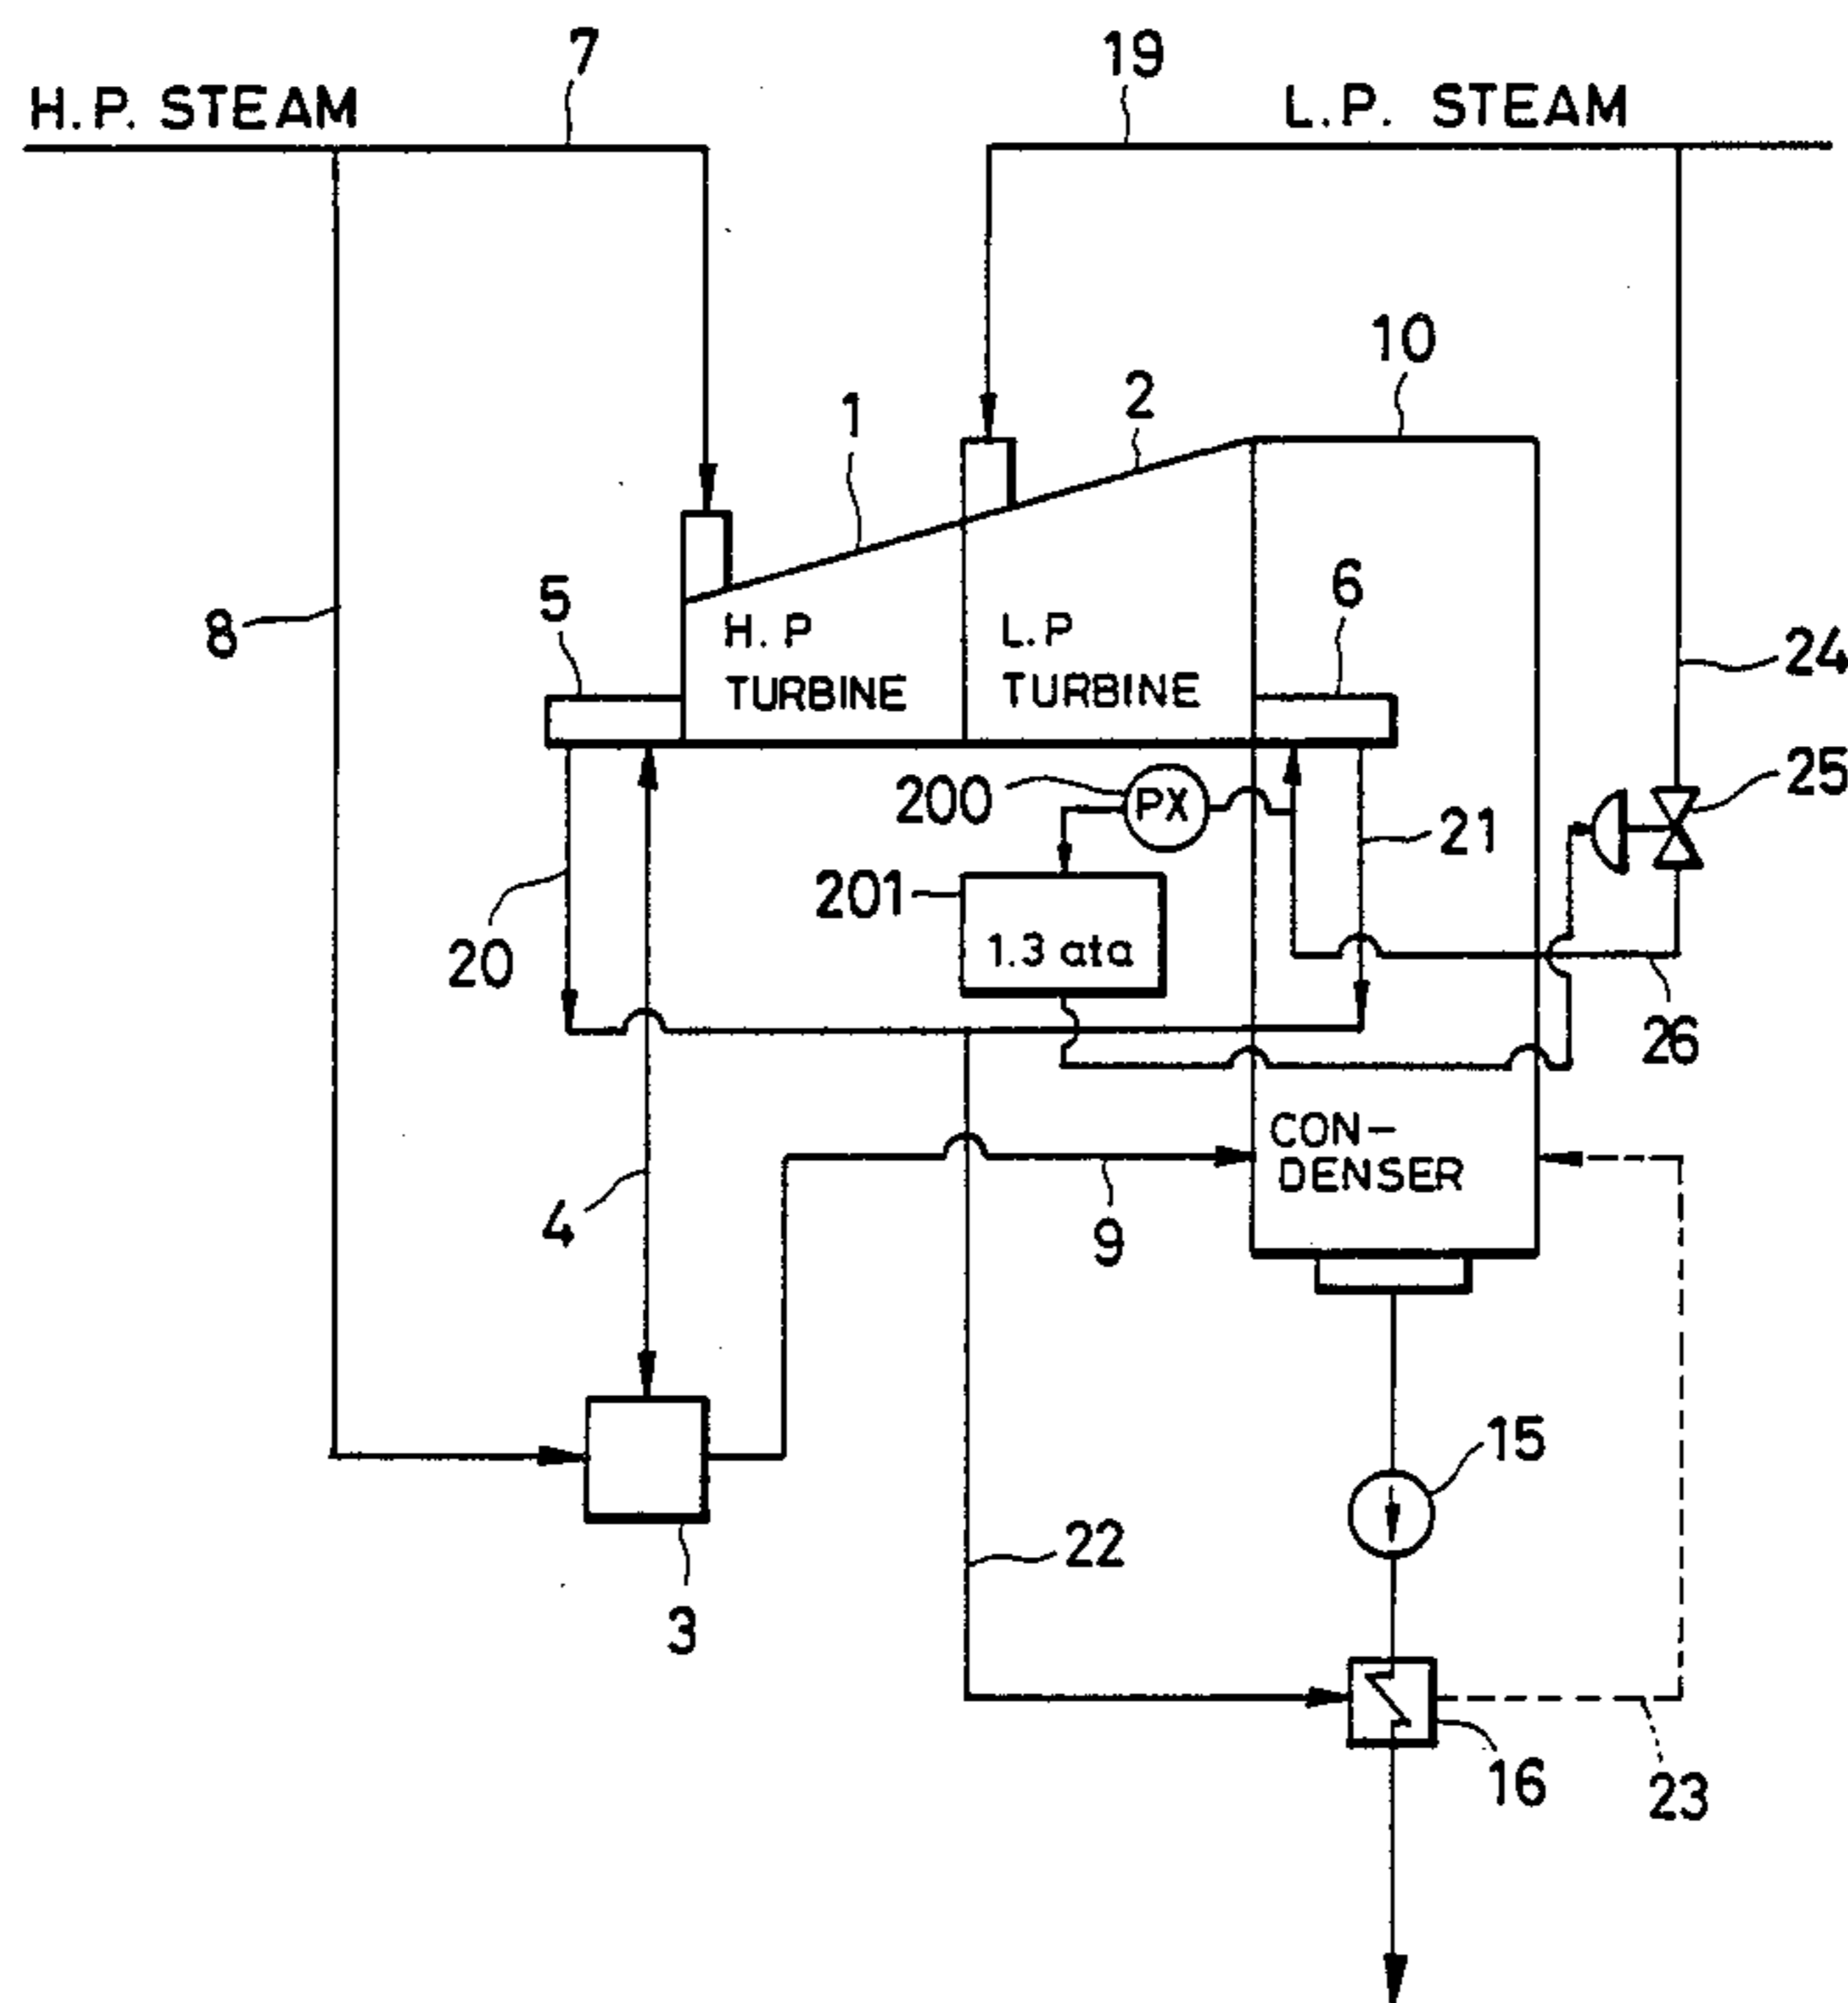 7
19
H.P. STEAM
L.P. STEAM
10
2
1
5
6
8
H.P
TURBINE
L.P
TURBINE
24
25
200
PX
21
201
1.3 ata
20
26
CON-
DENSER
4
9
15
22
3
16
23